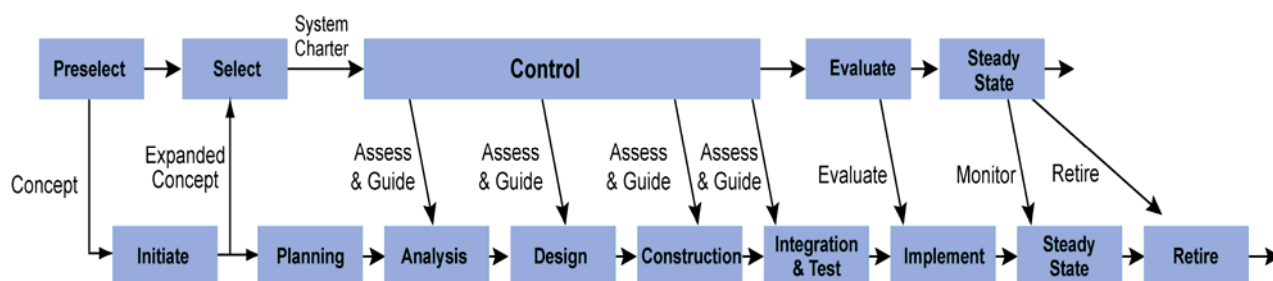 System
Charter
Preselect
Select
Control
Evaluate
Steady
State
Concept
Expanded
Concept
Assess
& Guide
Assess
& Guide
Assess
& Guide
Assess
& Guide
Evaluate
Monitor
Retire
Initiate
Planning
Analysis
Design
Construction
Integration
& Test
Implement
Steady
State
Retire